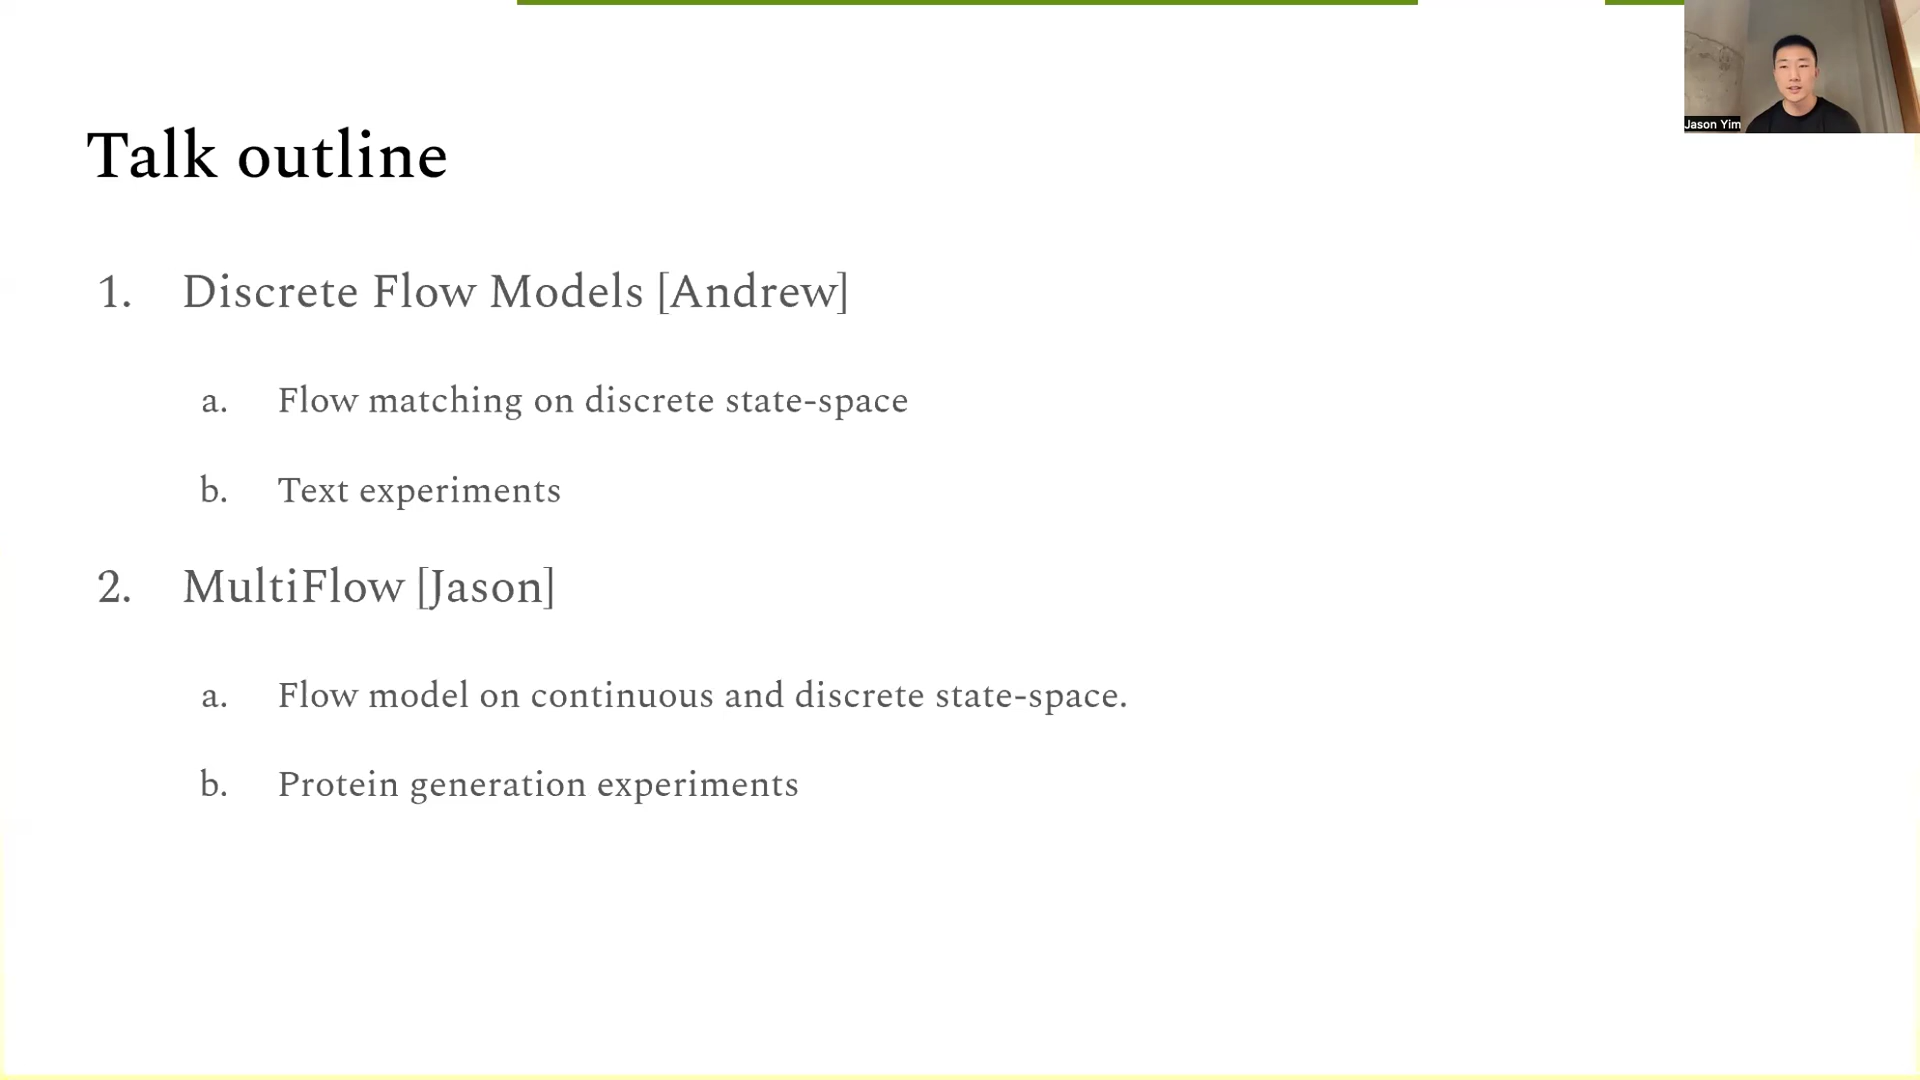 Talk outline
1. Discrete Flow Models [Andrew]
a. Flow matching on discrete state-space
b. Text experiments
2. MultiFlow [Jason]
a. Flow model on continuous and discrete state-space.
b. Protein generation experiments
Jason Yim